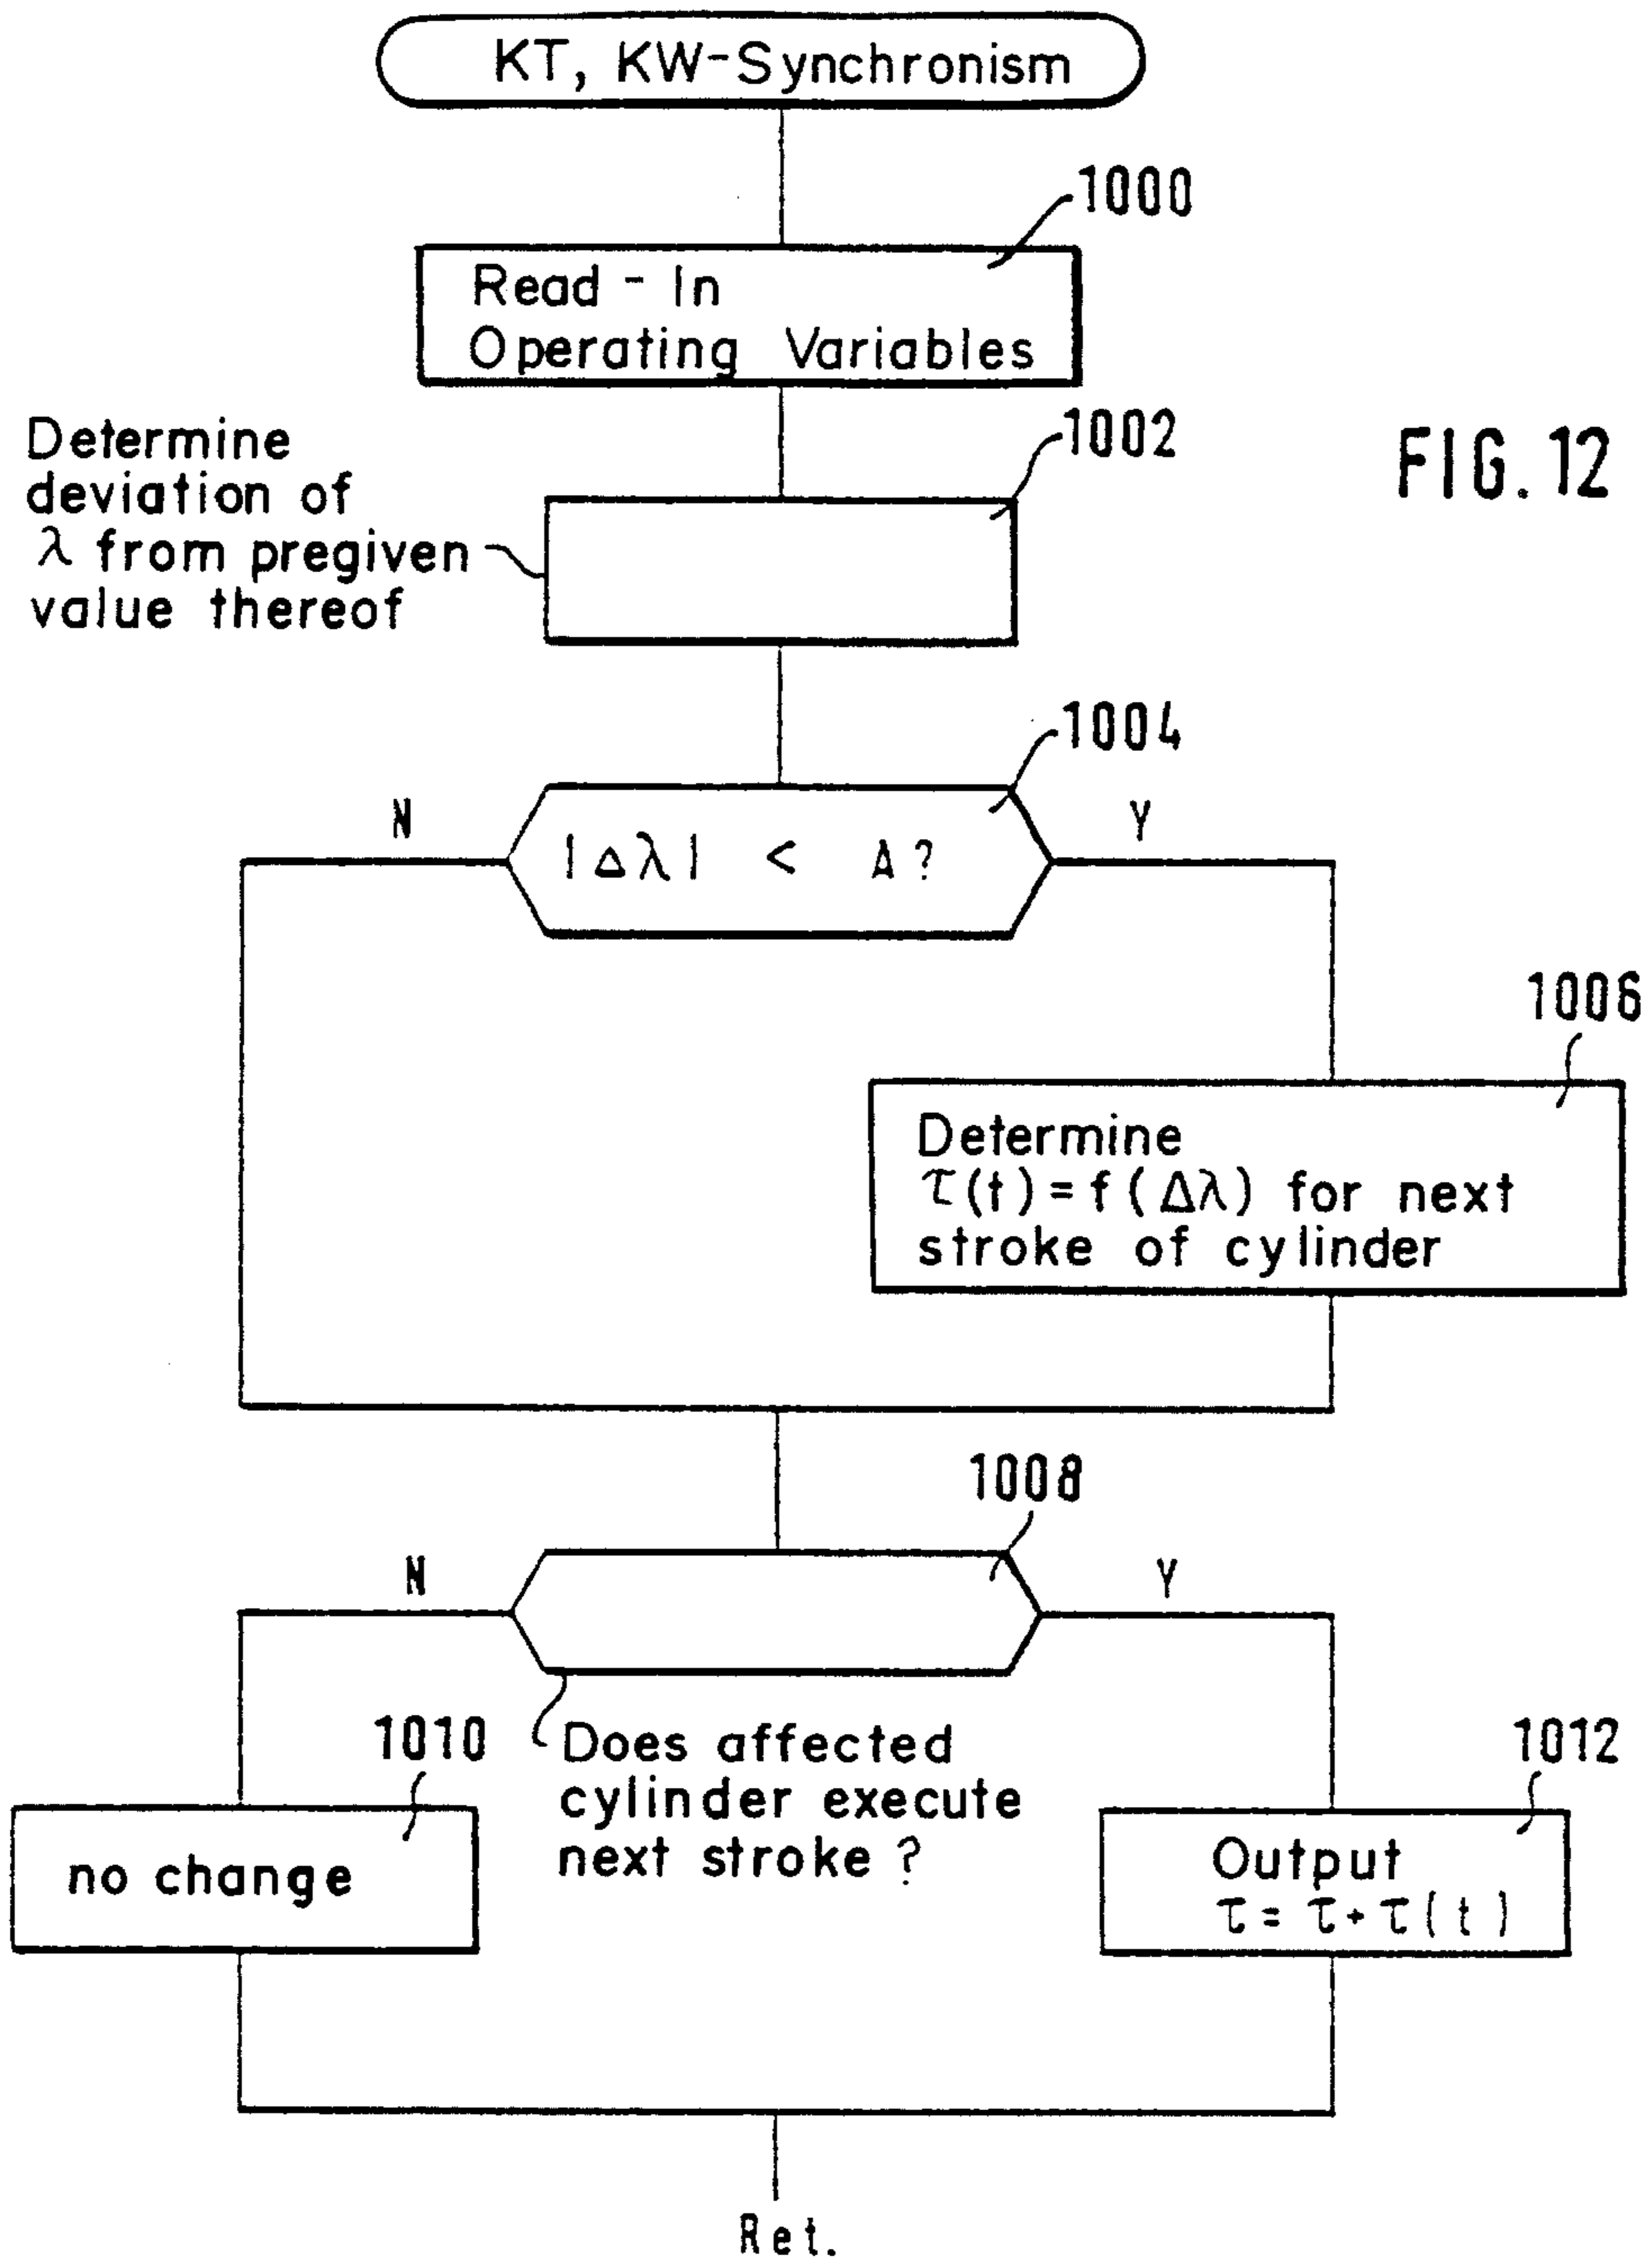 KT, KW-Synchronism
1000
Read-In
Operating Variables
1002
Determine
deviation of
λ from pregiven
value thereof
FIG. 12
1004
N
Y
|Δλ| < A?
1006
Determine
τ(t) = f(Δλ) for next
stroke of cylinder
1008
N
Y
Does affected
cylinder execute
next stroke?
1010
no change
1012
Output
τ = τ + τ(t)
Ret.